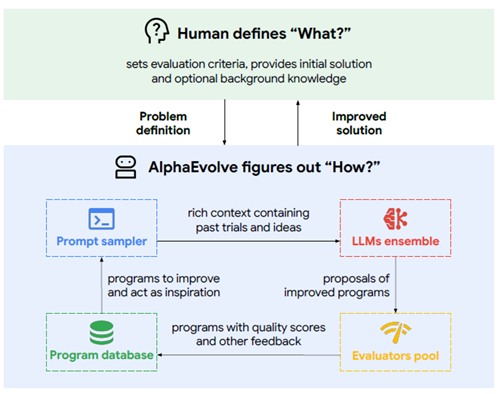 Human defines “What?”
sets evaluation criteria, provides initial solution
and optional background knowledge
Problem
definition
Improved
solution
AlphaEvolve figures out “How?”
Prompt sampler
rich context containing
past trials and ideas
LLMs ensemble
programs to improve
and act as inspiration
proposals of
improved programs
Program database
programs with quality scores
and other feedback
Evaluators pool